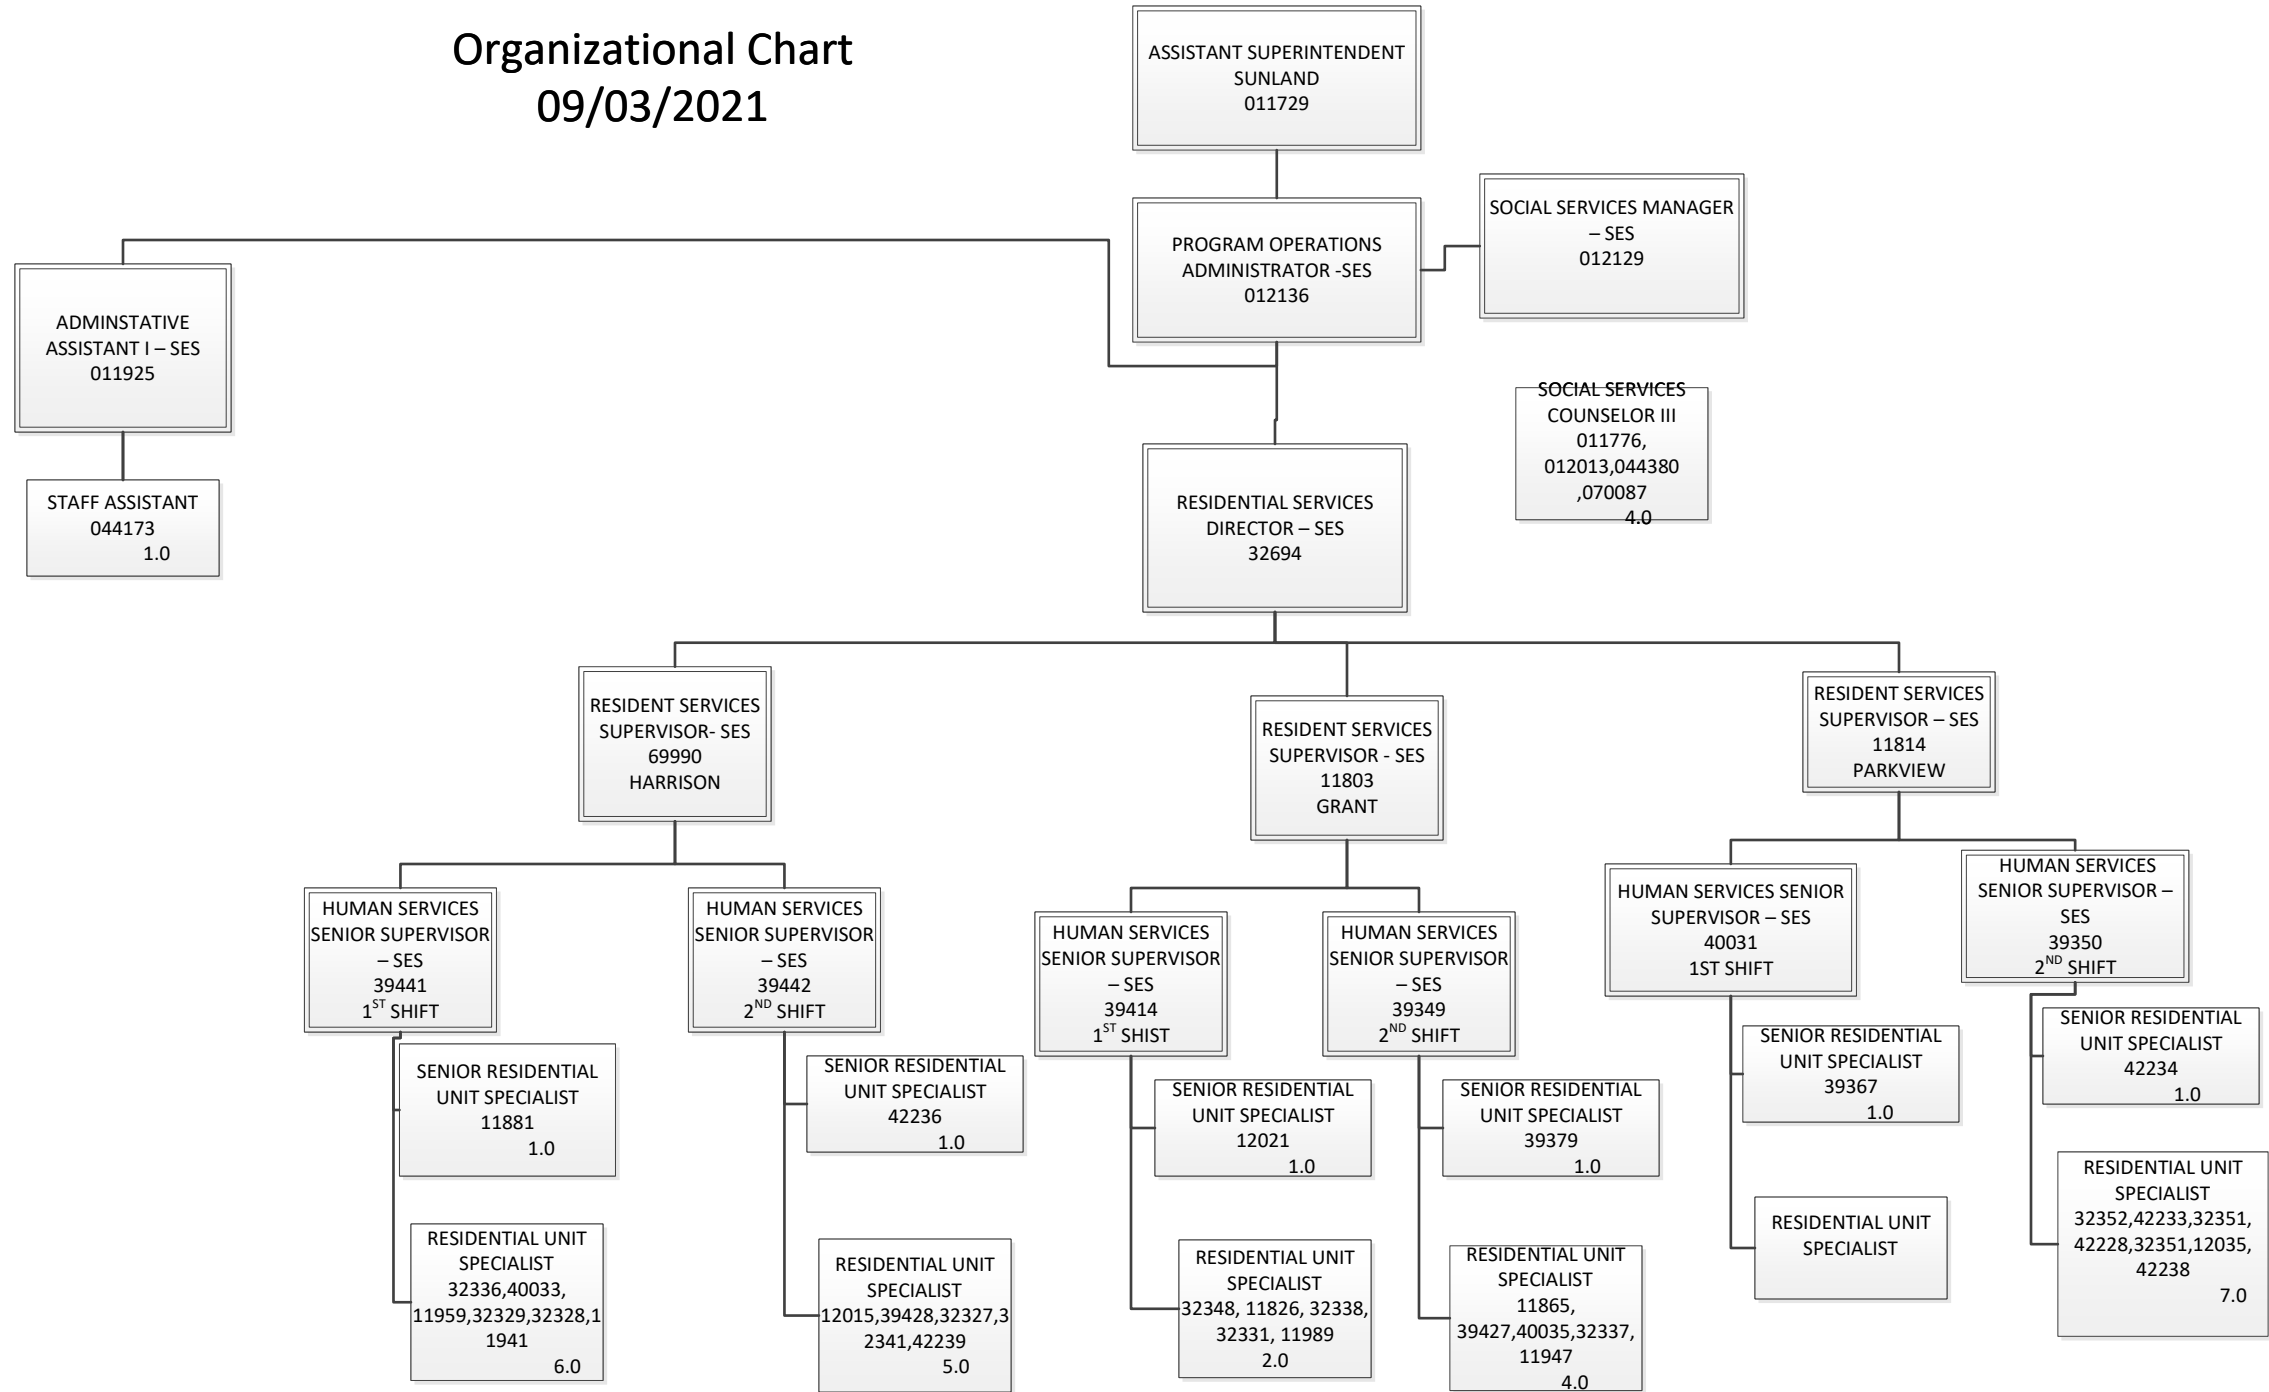 Organizational Chart
09/03/2021
ASSISTANT SUPERINTENDENT
SUNLAND
011729
PROGRAM OPERATIONS
ADMINISTRATOR -SES
012136
SOCIAL SERVICES MANAGER
– SES
012129
ADMINSTATIVE
ASSISTANT I – SES
011925
STAFF ASSISTANT
044173
1.0
SOCIAL SERVICES
COUNSELOR III
011776,
012013,044380
,070087
4.0
RESIDENTIAL SERVICES
DIRECTOR – SES
32694
RESIDENT SERVICES
SUPERVISOR- SES
69990
HARRISON
RESIDENT SERVICES
SUPERVISOR - SES
11803
GRANT
RESIDENT SERVICES
SUPERVISOR – SES
11814
PARKVIEW
HUMAN SERVICES
SENIOR SUPERVISOR
– SES
39441
1ST SHIFT
HUMAN SERVICES
SENIOR SUPERVISOR
– SES
39442
2ND SHIFT
HUMAN SERVICES
SENIOR SUPERVISOR
– SES
39414
1ST SHIST
HUMAN SERVICES
SENIOR SUPERVISOR
– SES
39349
2ND SHIFT
HUMAN SERVICES SENIOR
SUPERVISOR – SES
40031
1ST SHIFT
HUMAN SERVICES
SENIOR SUPERVISOR –
SES
39350
2ND SHIFT
SENIOR RESIDENTIAL
UNIT SPECIALIST
11881
1.0
SENIOR RESIDENTIAL
UNIT SPECIALIST
42236
1.0
SENIOR RESIDENTIAL
UNIT SPECIALIST
12021
1.0
SENIOR RESIDENTIAL
UNIT SPECIALIST
39379
1.0
SENIOR RESIDENTIAL
UNIT SPECIALIST
39367
1.0
SENIOR RESIDENTIAL
UNIT SPECIALIST
42234
1.0
RESIDENTIAL UNIT
SPECIALIST
32336,40033,
11959,32329,32328,1
1941
6.0
RESIDENTIAL UNIT
SPECIALIST
12015,39428,32327,3
2341,42239
5.0
RESIDENTIAL UNIT
SPECIALIST
32348, 11826, 32338,
32331, 11989
2.0
RESIDENTIAL UNIT
SPECIALIST
11865,
39427,40035,32337,
11947
4.0
RESIDENTIAL UNIT
SPECIALIST
RESIDENTIAL UNIT
SPECIALIST
32352,42233,32351,
42228,32351,12035,
42238
7.0